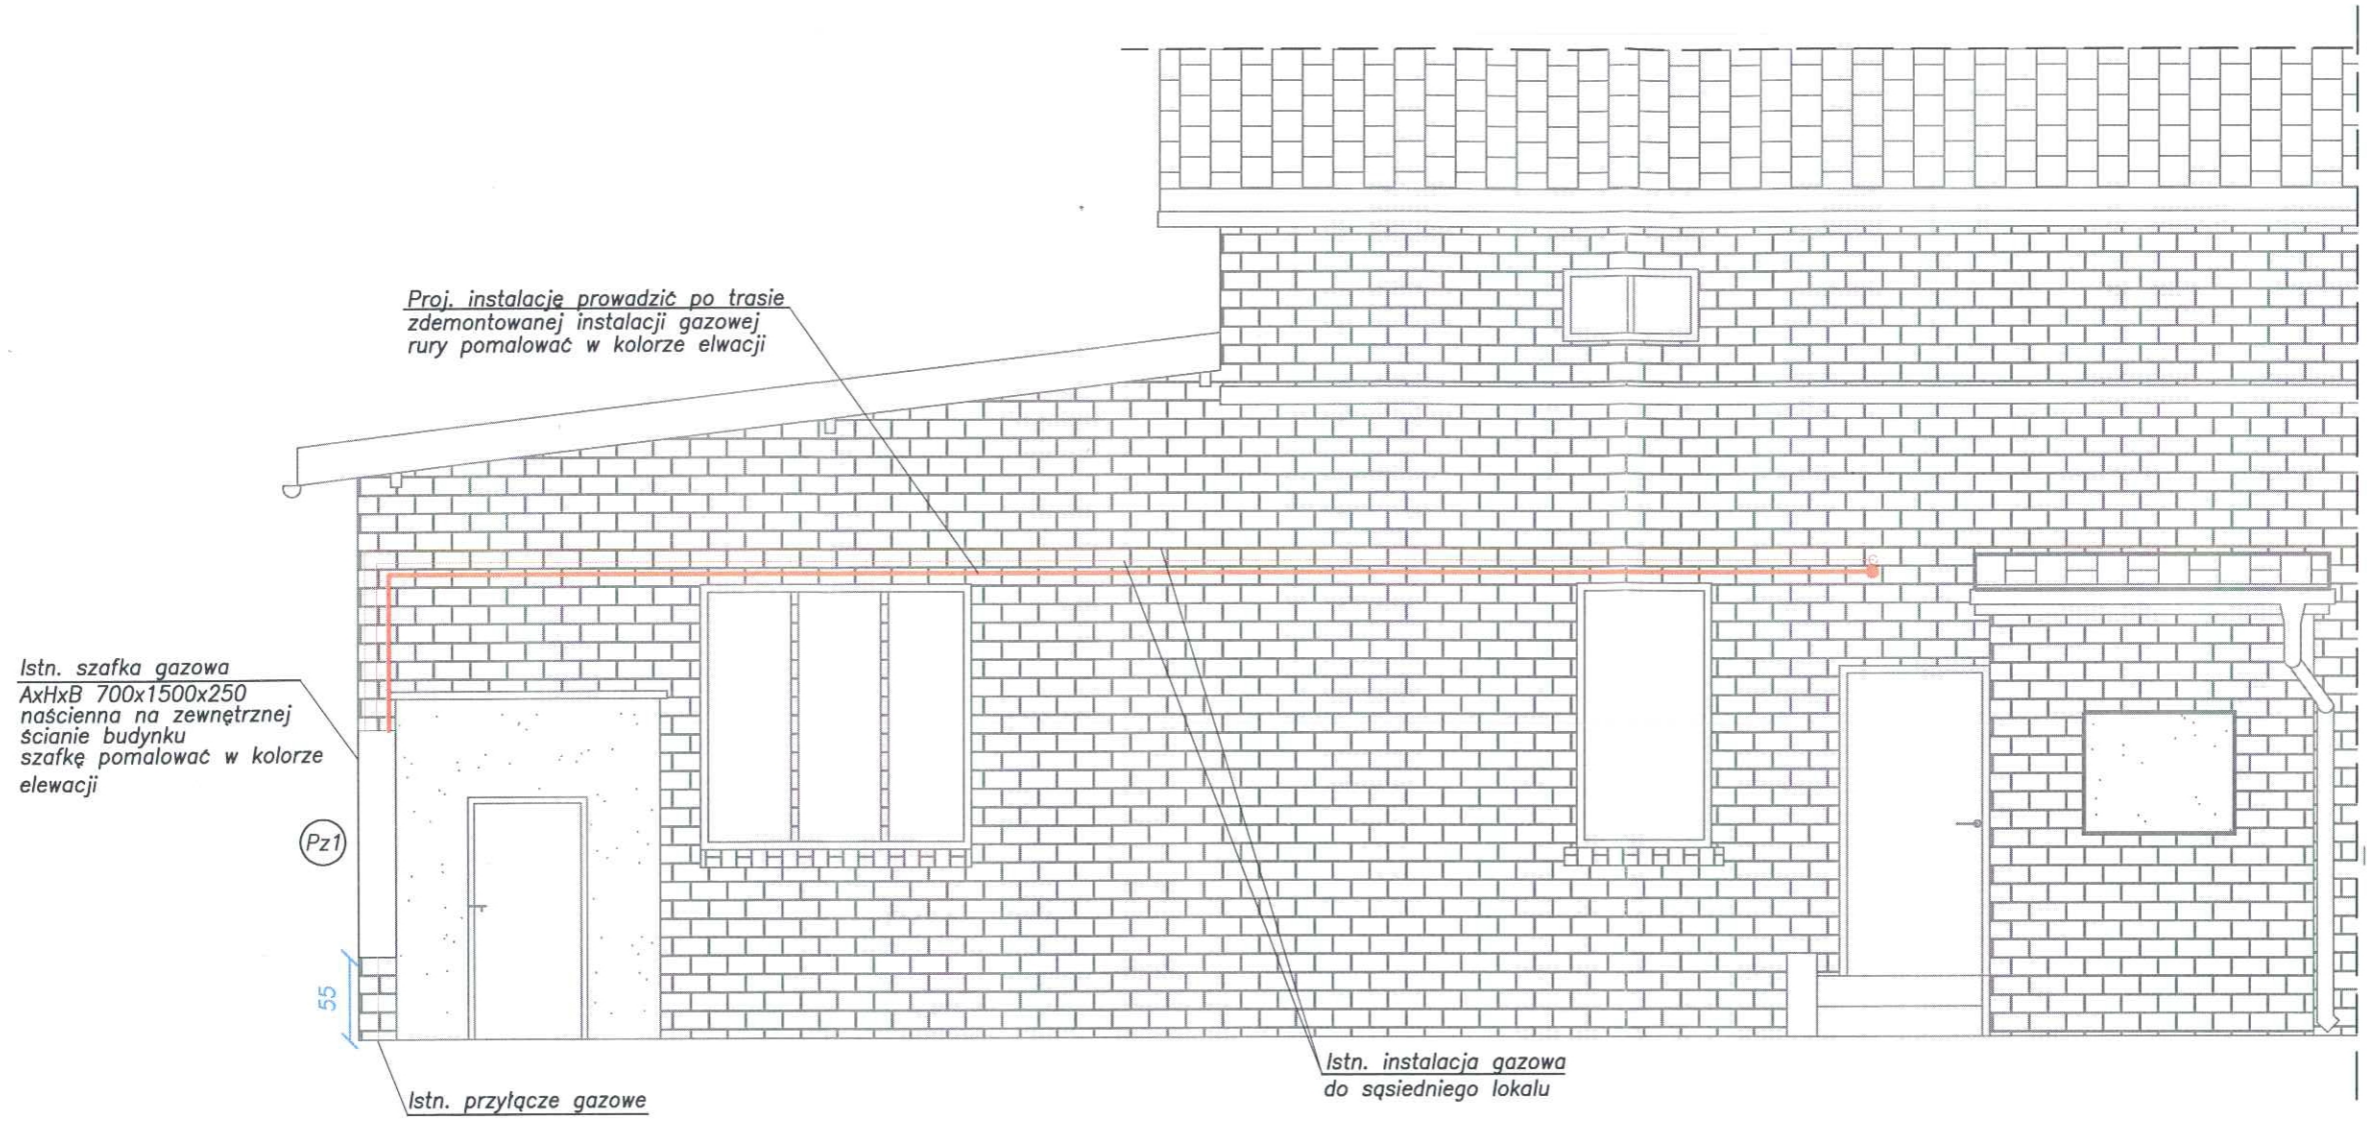 Proj. instalację prowadzić po trasie
zdemontowanej instalacji gazowej
rury pomalować w kolorze elwacji
Istn. szafka gazowa
AxHxB 700x1500x250
naścienna na zewnętrznej
ścianie budynku
szafkę pomalować w kolorze
elewacji
Pz1
55
Istn. przyłącze gazowe
Istn. instalacja gazowa
do sąsiedniego lokalu
G